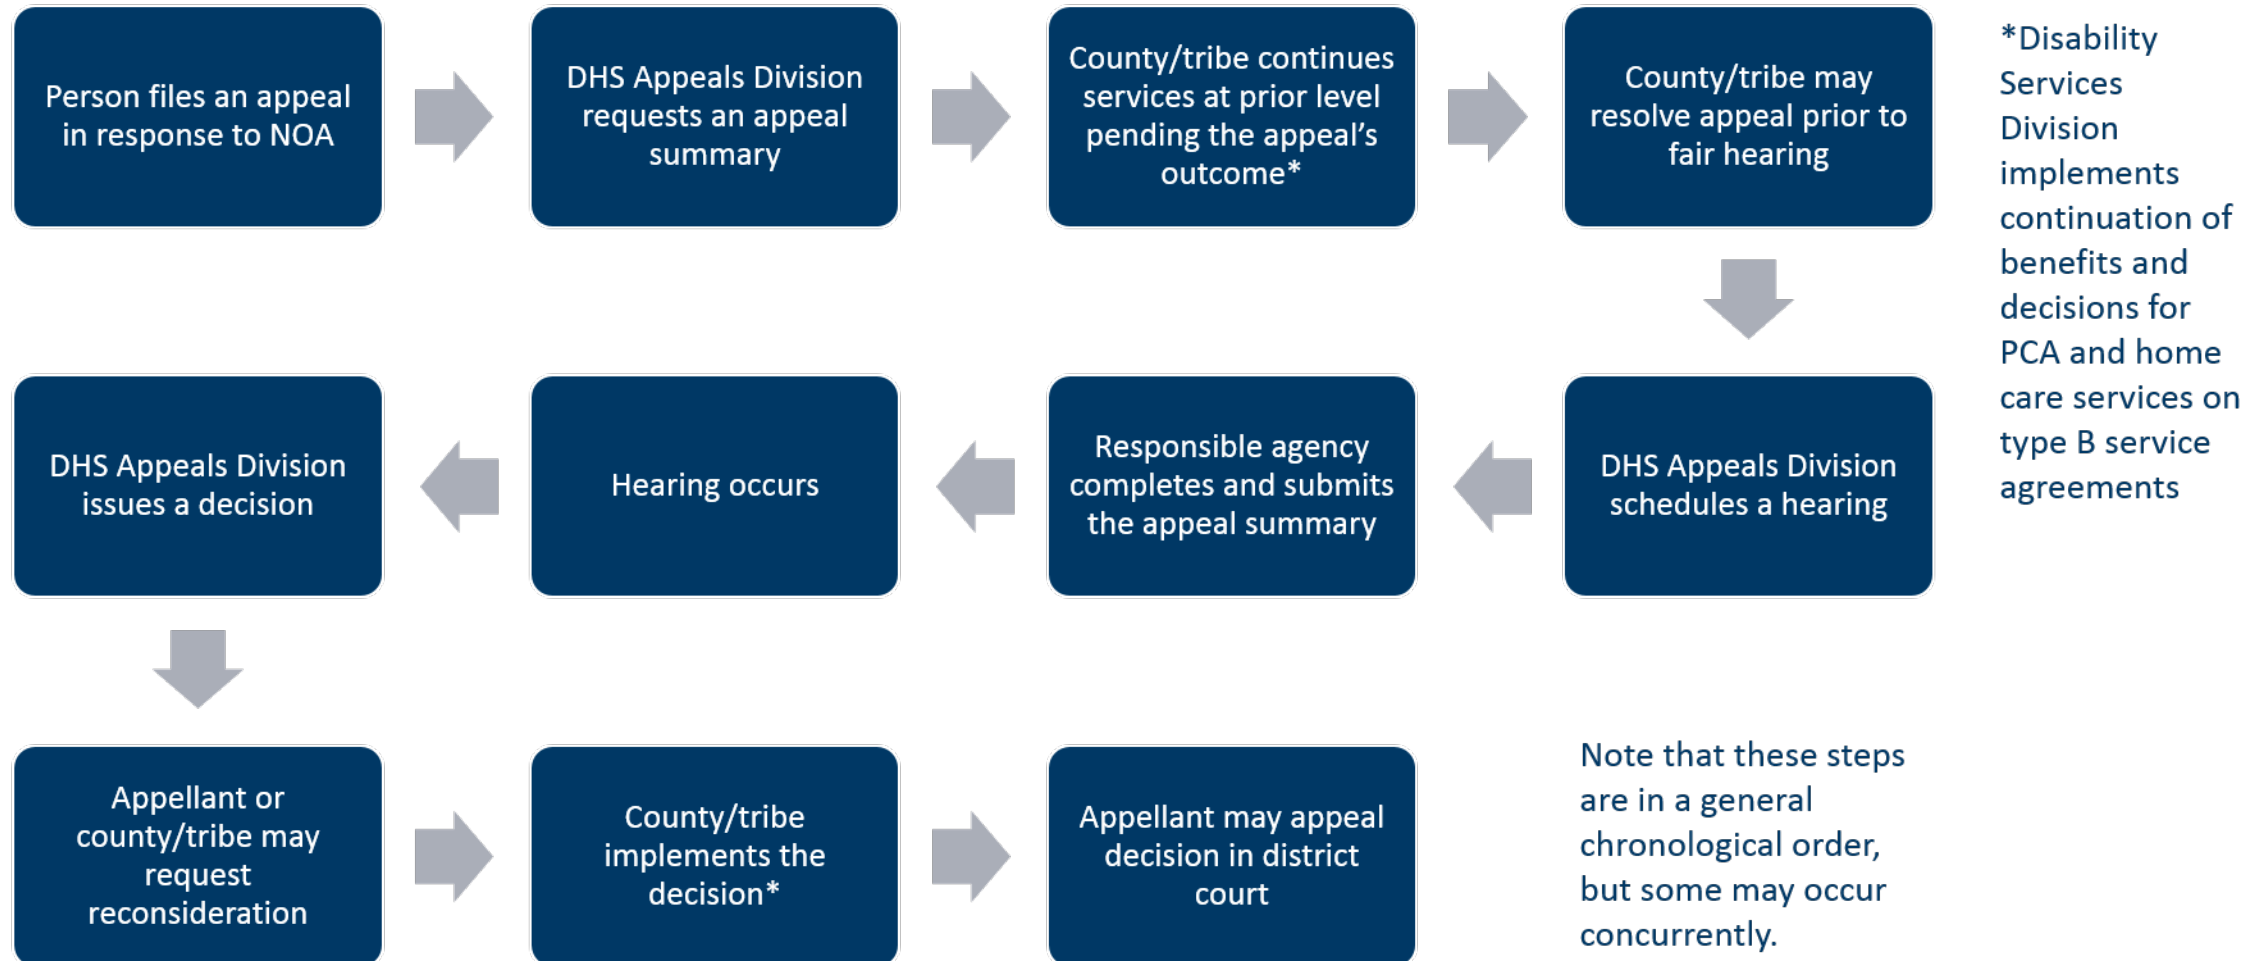 Person files an appeal
in response to NOA
DHS Appeals Division
requests an appeal
summary
County/tribe continues
services at prior level
pending the appeal’s
outcome*
County/tribe may
resolve appeal prior to
fair hearing
DHS Appeals Division
schedules a hearing
Responsible agency
completes and submits
the appeal summary
Hearing occurs
DHS Appeals Division
issues a decision
Appellant or
county/tribe may
request
reconsideration
County/tribe
implements the
decision*
Appellant may appeal
decision in district
court
*Disability
Services
Division
implements
continuation of
benefits and
decisions for
PCA and home
care services on
type B service
agreements
Note that these steps
are in a general
chronological order,
but some may occur
concurrently.